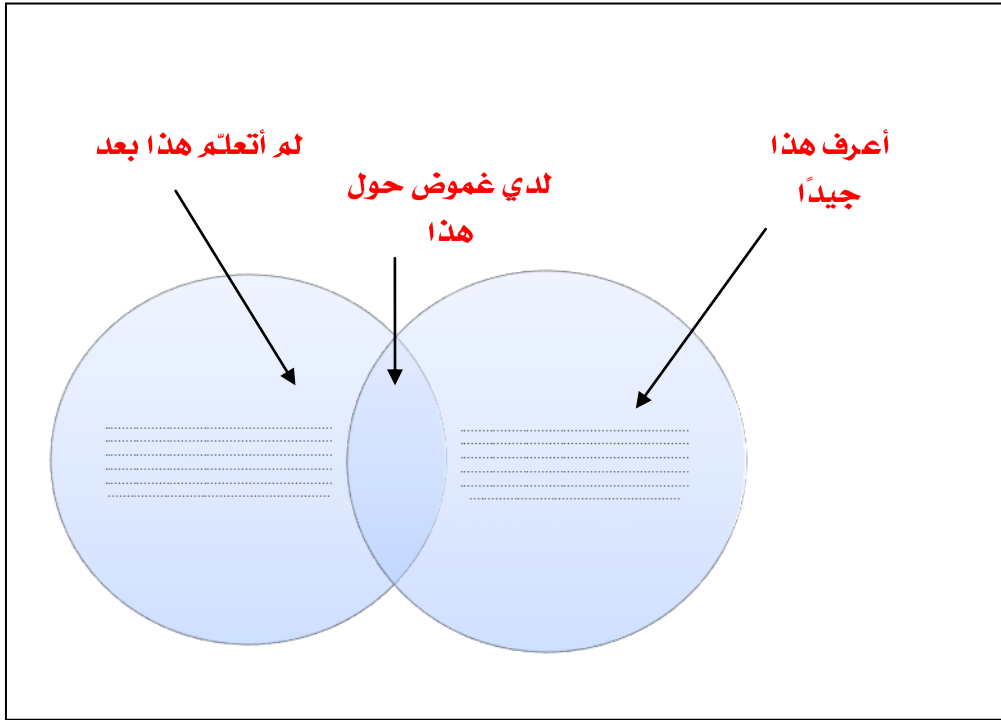 أعرف هذا
جيدًا
لدي غموض حول
هذا
لم أتعلّم هذا بعد